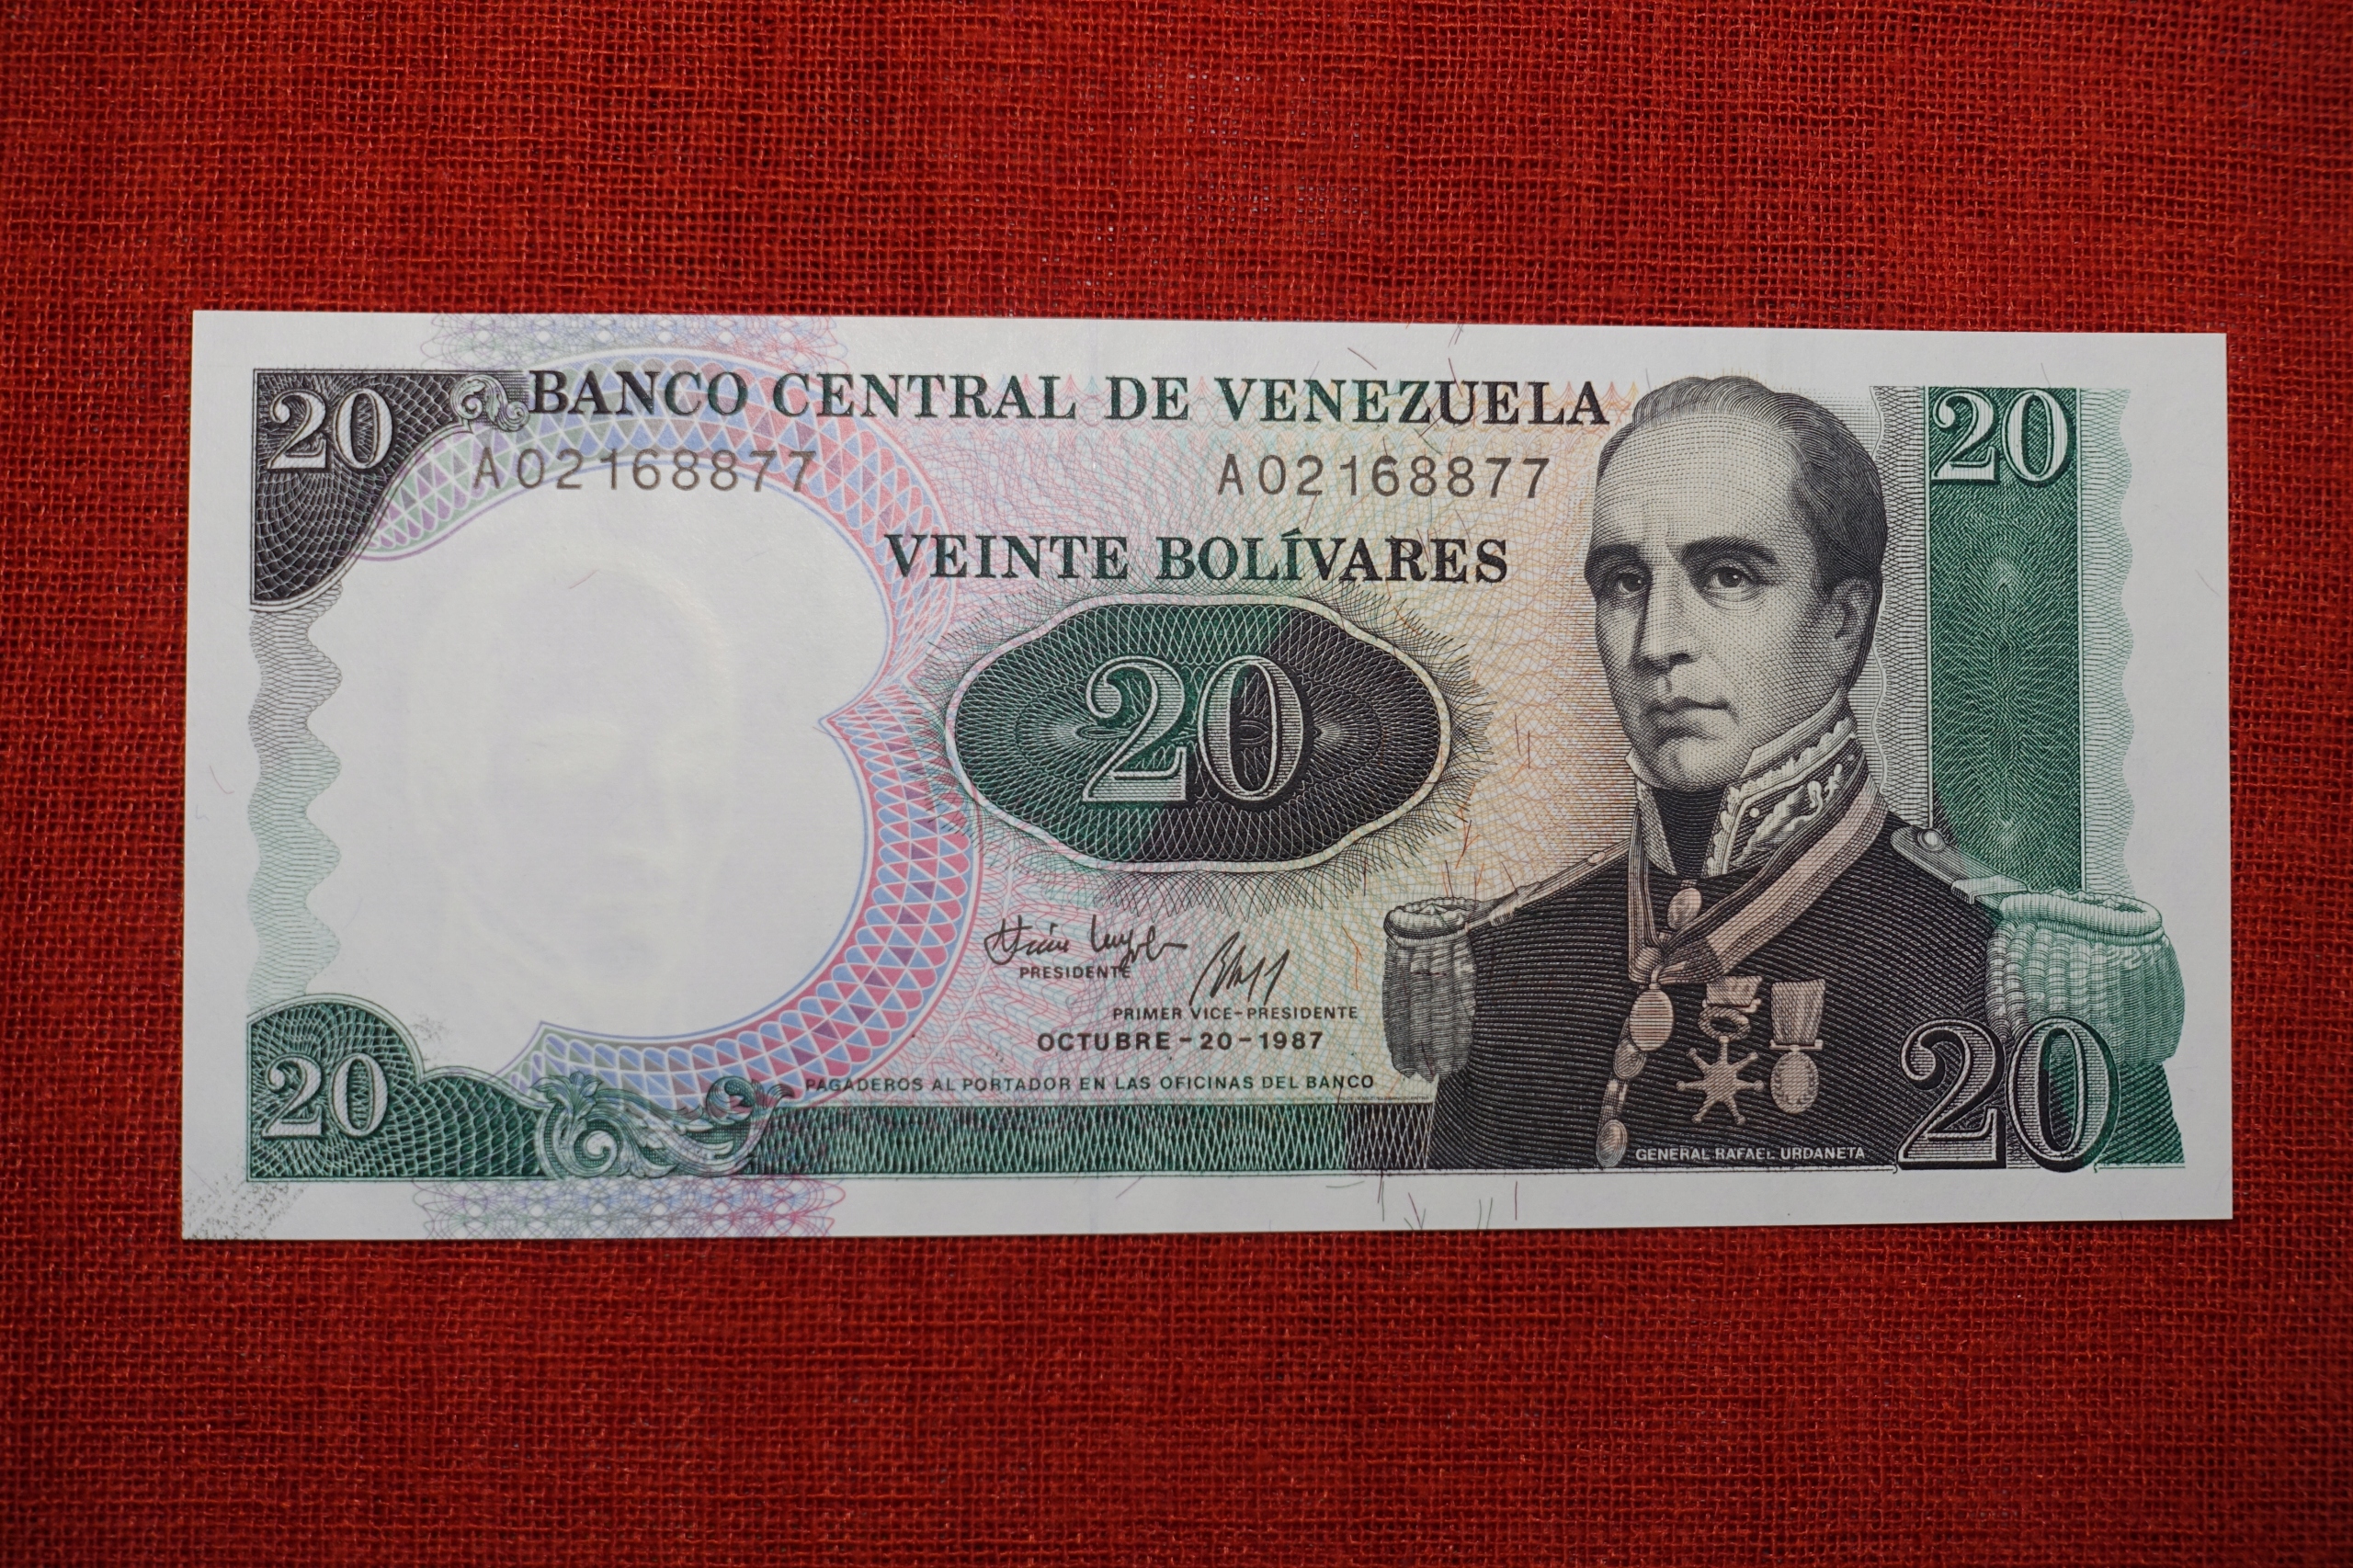 20
BANCO CENTRAL DE VENEZUELA
20
A02168877
A02168877
VEINTE BOLÍVARES
20
PRESIDENTE
PRIMER VICE-PRESIDENTE
OCTUBRE-20-1987
PAGADEROS AL PORTADOR EN LAS OFICINAS DEL BANCO
20
GENERAL RAFAEL URDANETA
20